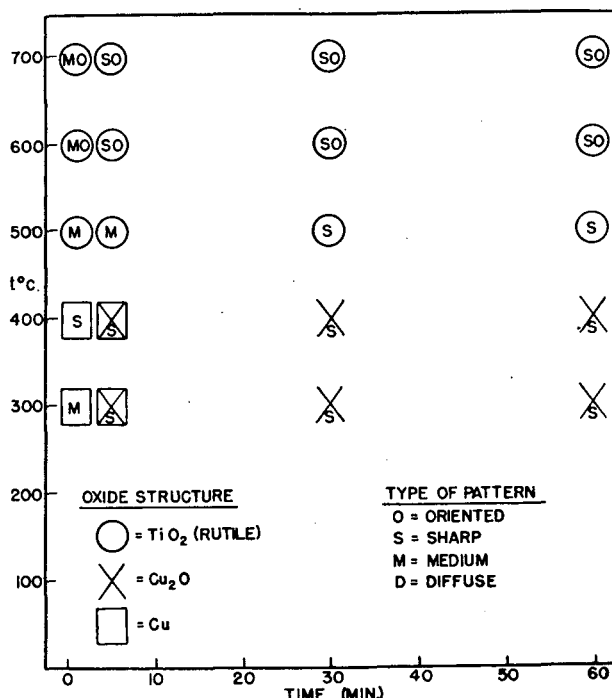 700
MO SO SO SO
600
MO SO SO SO
500
M M S S
t°c.
400
S S S S
300
M S S S
200
100
OXIDE STRUCTURE
= TiO₂ (RUTILE)
= Cu₂O
= Cu
TYPE OF PATTERN
O = ORIENTED
S = SHARP
M = MEDIUM
D = DIFFUSE
0 10 20 30 40 50 60
TIME (MIN.)